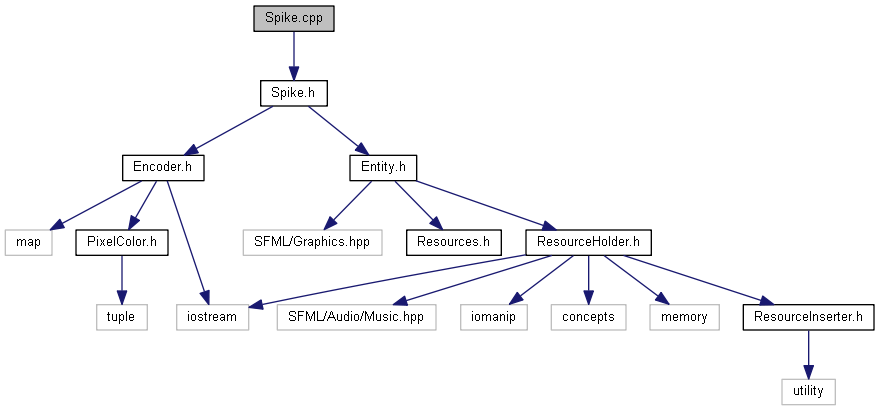 Spike.cpp
Spike.h
Encoder.h
Entity.h
map
PixelColor.h
SFML/Graphics.hpp
Resources.h
ResourceHolder.h
tuple
iostream
SFML/Audio/Music.hpp
iomanip
concepts
memory
ResourceInserter.h
utility